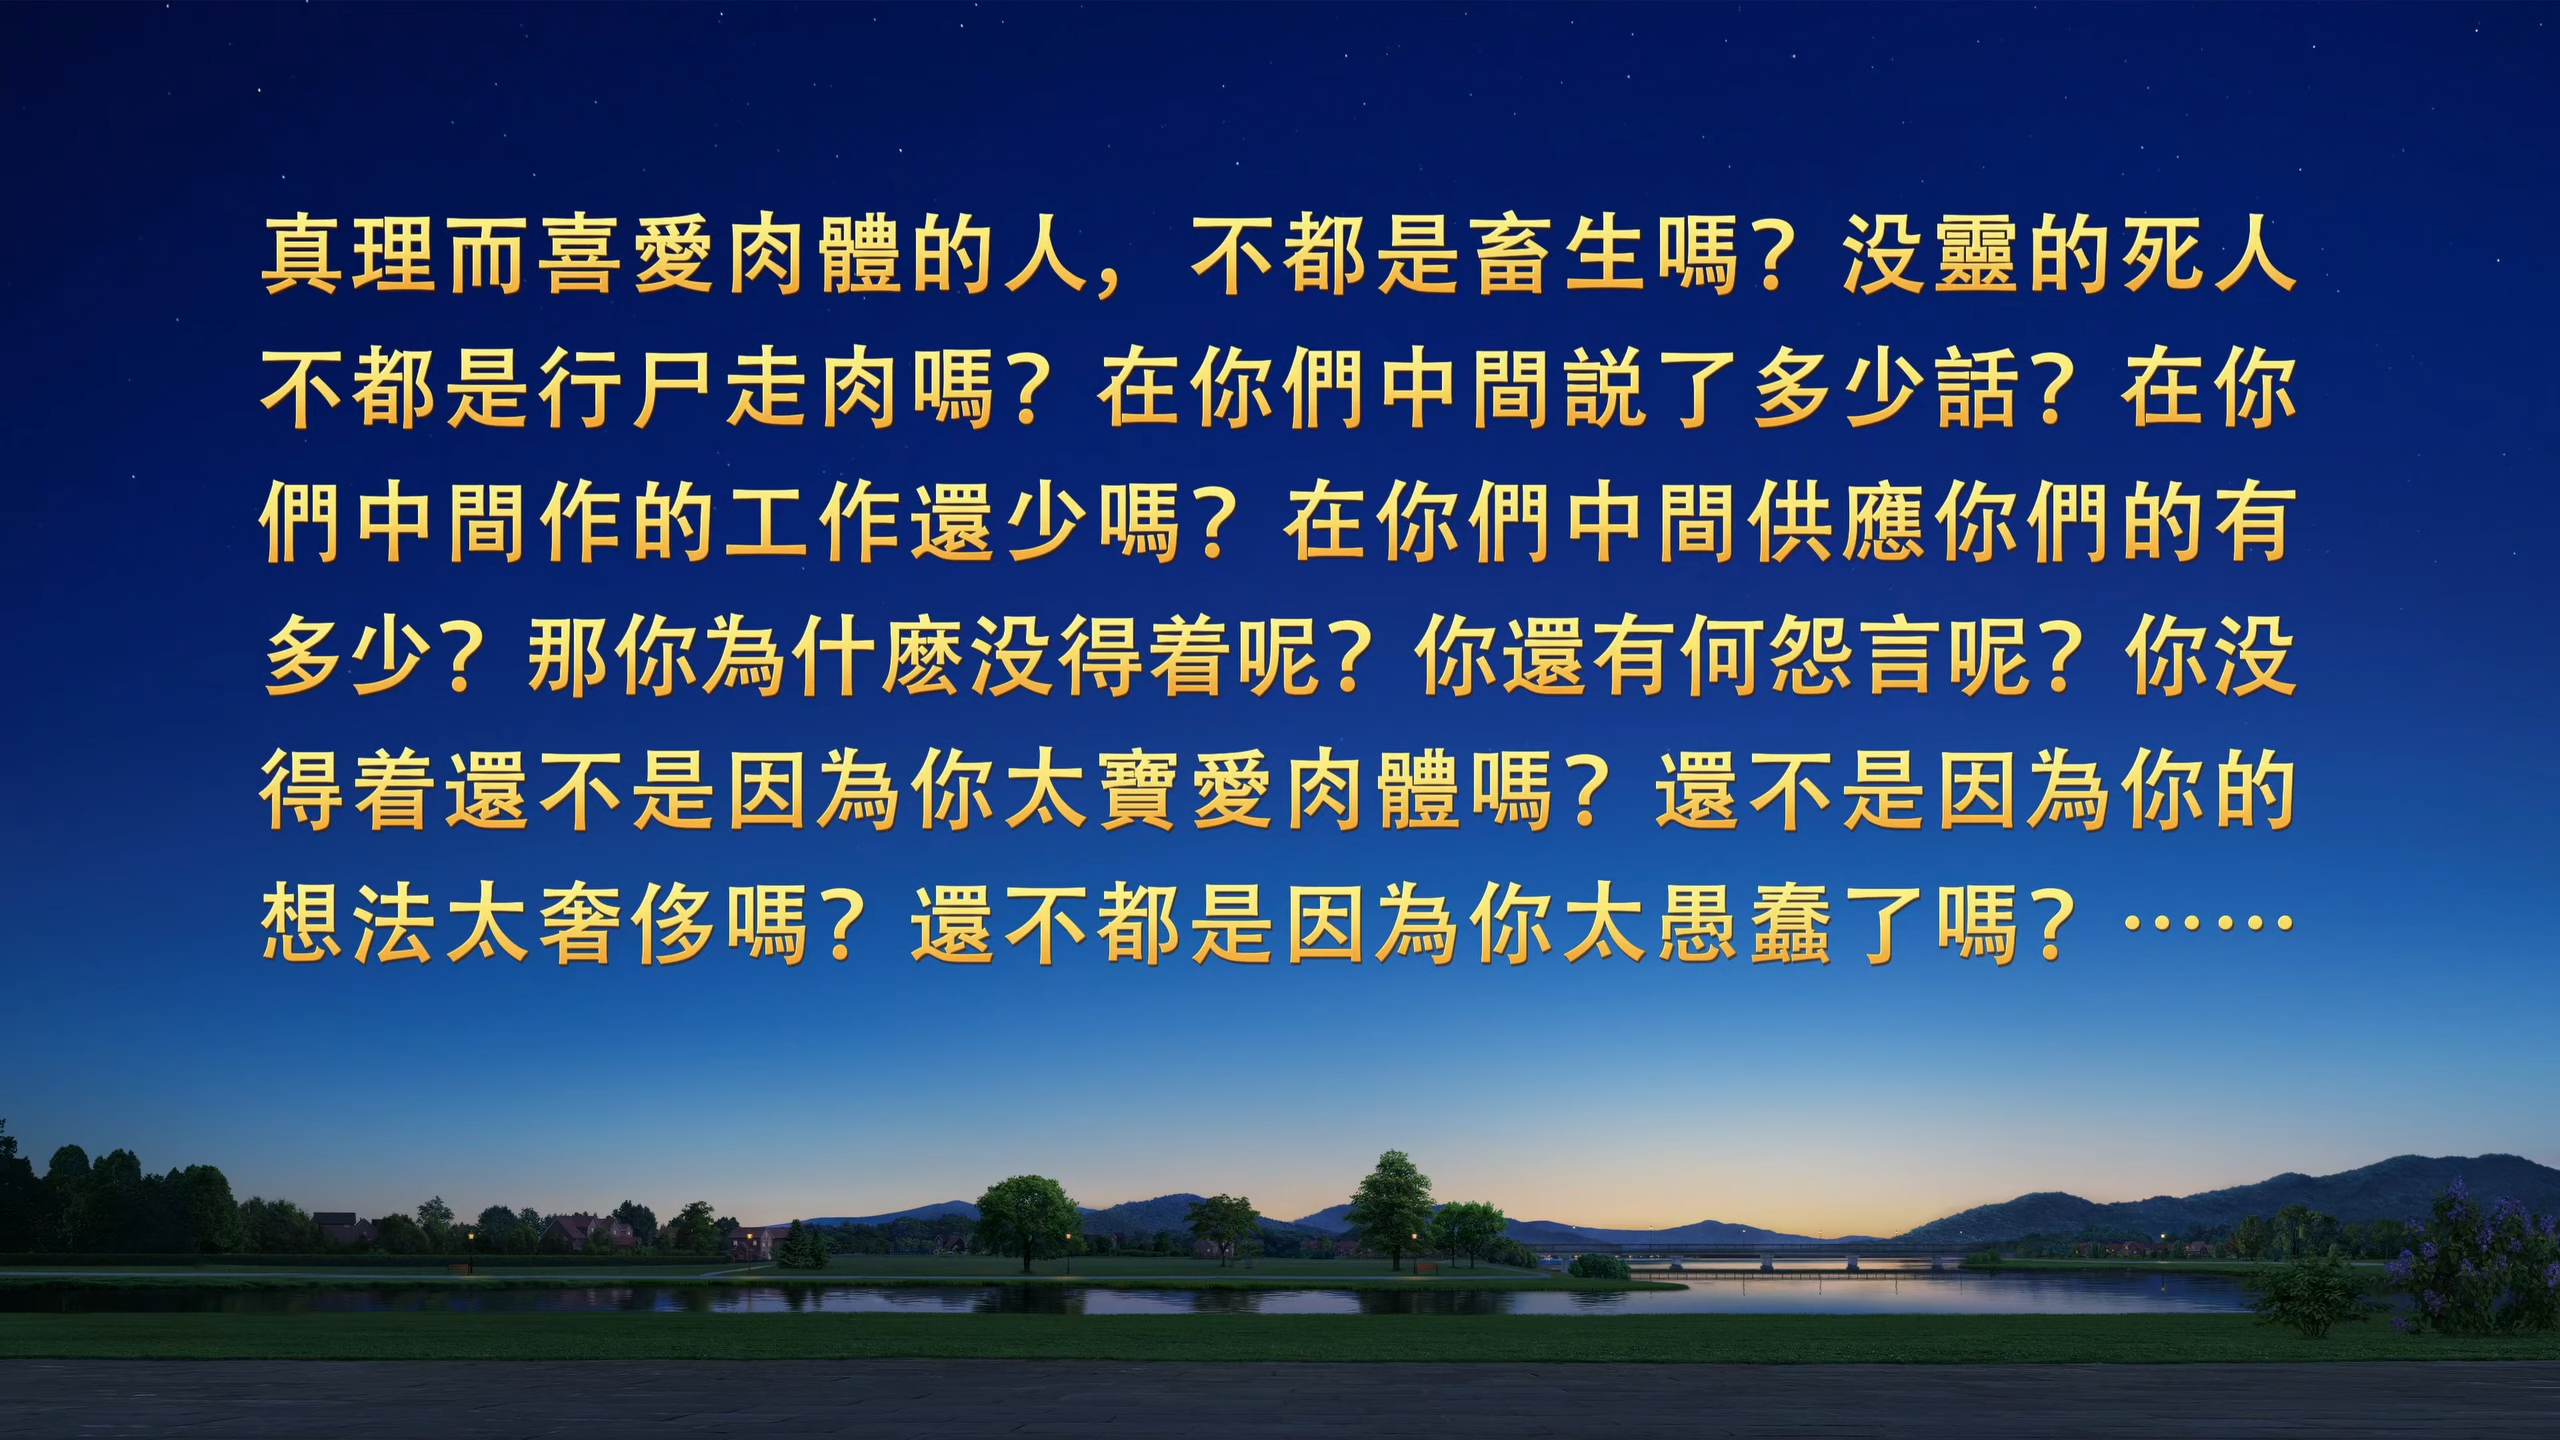 真理而喜愛肉體的人，不都是畜生嗎？没靈的死人
不都是行尸走肉嗎？在你們中間説了多少話？在你
們中間作的工作還少嗎？在你們中間供應你們的有
多少？那你為什麽没得着呢？你還有何怨言呢？你没
得着還不是因為你太寶愛肉體嗎？還不是因為你的
想法太奢侈嗎？還不都是因為你太愚蠢了嗎？……